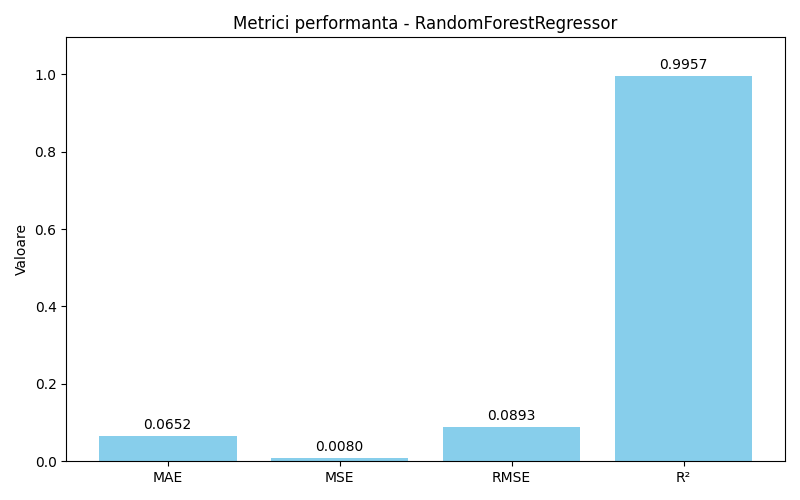 Metrici performanta - RandomForestRegressor
Valoare
1.0
0.8
0.6
0.4
0.2
0.0
0.0652
0.0080
0.0893
0.9957
MAE
MSE
RMSE
R²